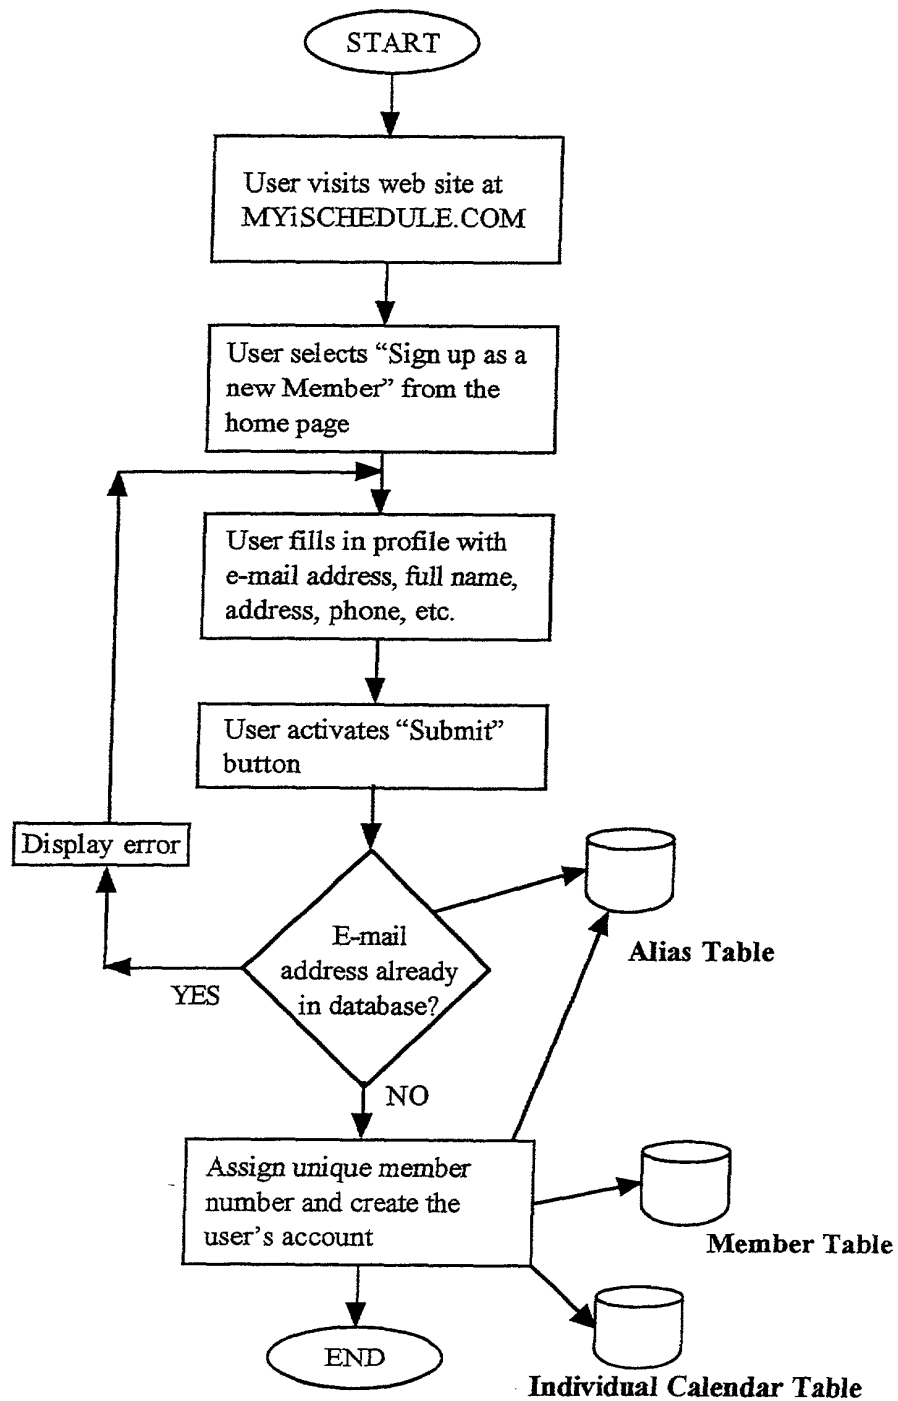 START
User visits web site at
MYiSCHEDULE.COM
User selects “Sign up as a
new Member” from the
home page
User fills in profile with
e-mail address, full name,
address, phone, etc.
User activates “Submit”
button
Display error
E-mail
address already
in database?
Alias Table
YES
NO
Assign unique member
number and create the
user's account
Member Table
END
Individual Calendar Table